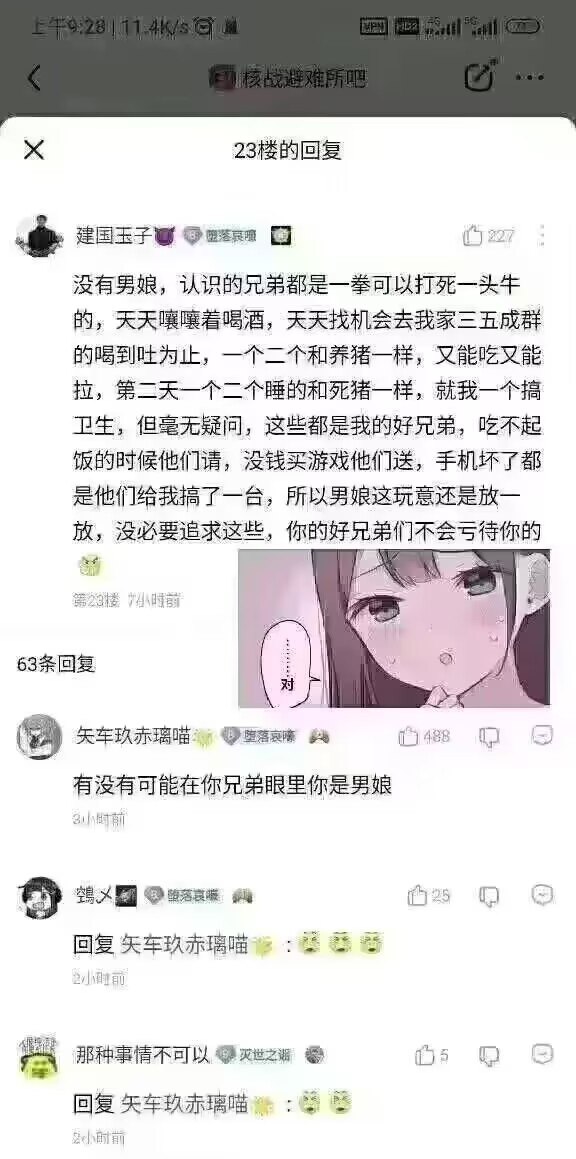 上午9:28 | 11.4K/s
VPN HD2 4G 5G 73
核战避难所吧
23楼的回复
建国玉子 8 堕落哀嚎
227
没有男娘，认识的兄弟都是一拳可以打死一头牛
的，天天嚷嚷着喝酒，天天找机会去我家三五成群
的喝到吐为止，一个二个和养猪一样，又能吃又能
拉，第二天一个二个睡的和死猪一样，就我一个搞
卫生，但毫无疑问，这些都是我的好兄弟，吃不起
饭的时候他们请，没钱买游戏他们送，手机坏了都
是他们给我搞了一台，所以男娘这玩意还是放一
放，没必要追求这些，你的好兄弟们不会亏待你的
第23楼 7小时前
………
对
63条回复
矢车玖赤璃喵 8 堕落哀嚎
488
有没有可能在你兄弟眼里你是男娘
3小时前
鵼メ 8 堕落哀嚎
25
回复 矢车玖赤璃喵 :
2小时前
那种事情不可以 灭世之诅
5
回复 矢车玖赤璃喵 :
2小时前